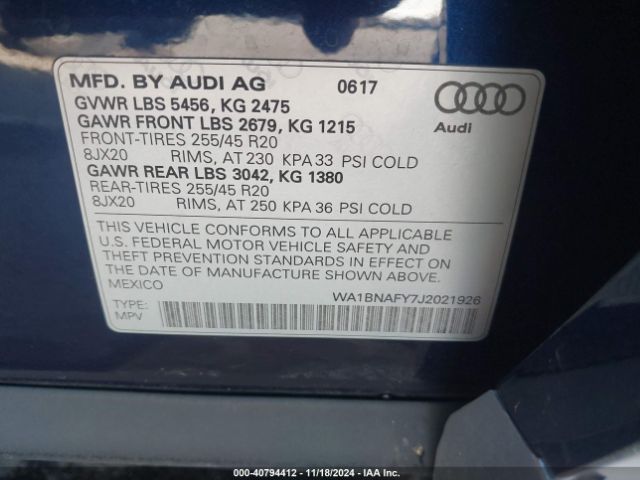 MFD. BY AUDI AG 0617
GVWR LBS 5456, KG 2475
GAWR FRONT LBS 2679, KG 1215
FRONT-TIRES 255/45 R20
8JX20 RIMS, AT 230 KPA 33 PSI COLD
GAWR REAR LBS 3042, KG 1380
REAR-TIRES 255/45 R20
8JX20 RIMS, AT 250 KPA 36 PSI COLD
Audi
THIS VEHICLE CONFORMS TO ALL APPLICABLE
U.S. FEDERAL MOTOR VEHICLE SAFETY AND
THEFT PREVENTION STANDARDS IN EFFECT ON
THE DATE OF MANUFACTURE SHOWN ABOVE.
MEXICO
WA1BNAFY7J2021926
TYPE:
MPV
000-40794412 - 11/18/2024 - IAAI.COM